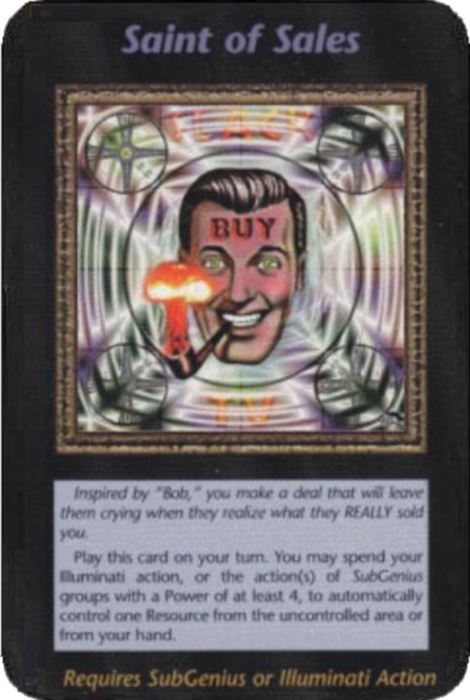 Saint of Sales
SLACK
BUY
TV
Inspired by "Bob," you make a deal that will leave
them crying when they realize what they REALLY sold
you.
Play this card on your turn. You may spend your
Illuminati action, or the action(s) of SubGenius
groups with a Power of at least 4, to automatically
control one Resource from the uncontrolled area or
from your hand.
Requires SubGenius or Illuminati Action